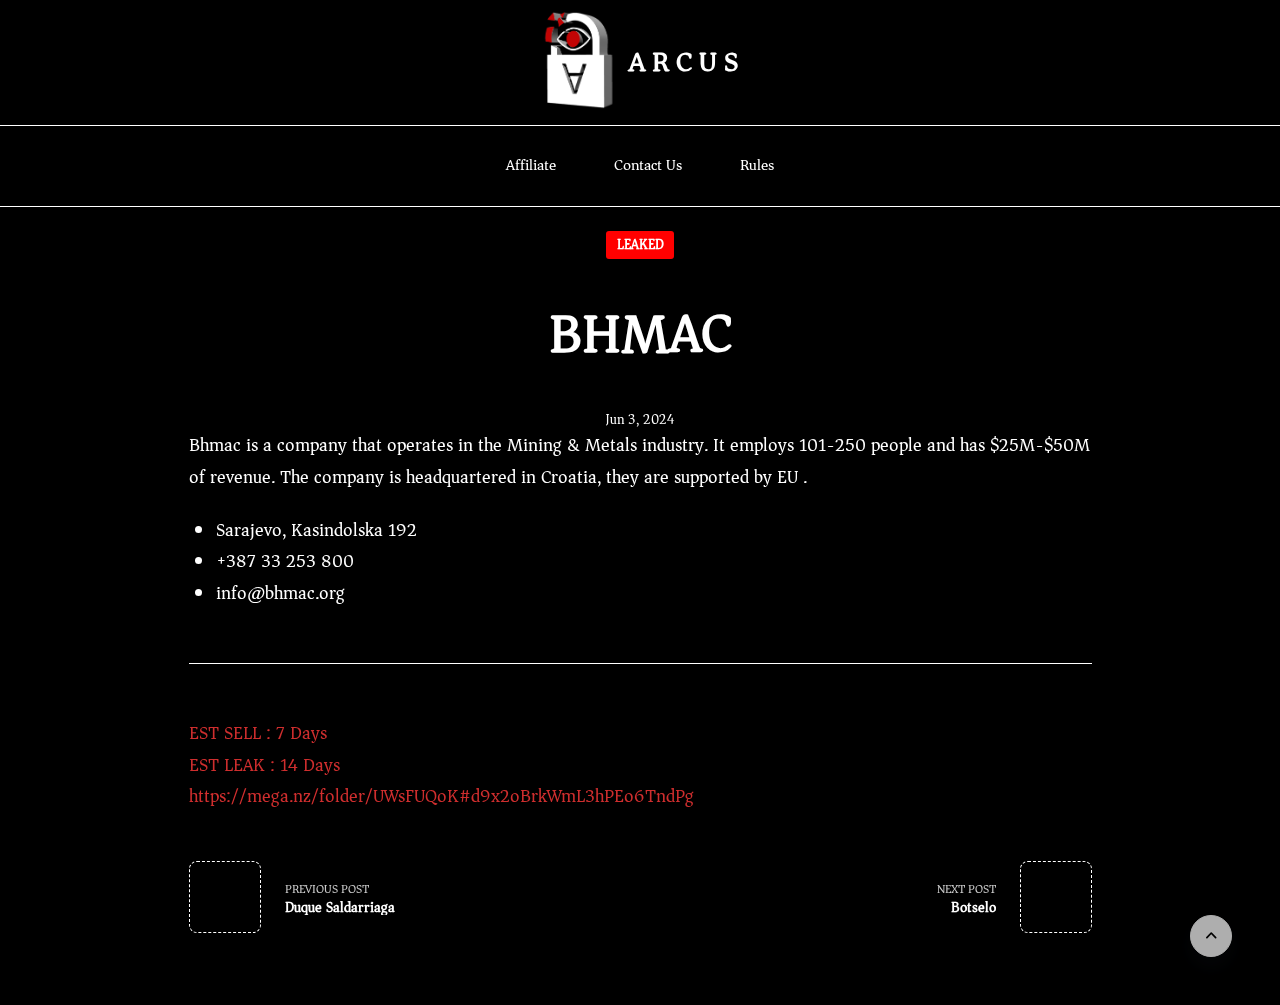 ARCUS
Affiliate
Contact Us
Rules
LEAKED
BHMAC
Jun 3, 2024
Bhmac is a company that operates in the Mining & Metals industry. It employs 101-250 people and has $25M-$50M
of revenue. The company is headquartered in Croatia, they are supported by EU .
Sarajevo, Kasindolska 192
+387 33 253 800
info@bhmac.org
EST SELL : 7 Days
EST LEAK : 14 Days
https://mega.nz/folder/UWsFUQoK#d9x2oBrkWmL3hPEo6TndPg
PREVIOUS POST
Duque Saldarriaga
NEXT POST
Botselo